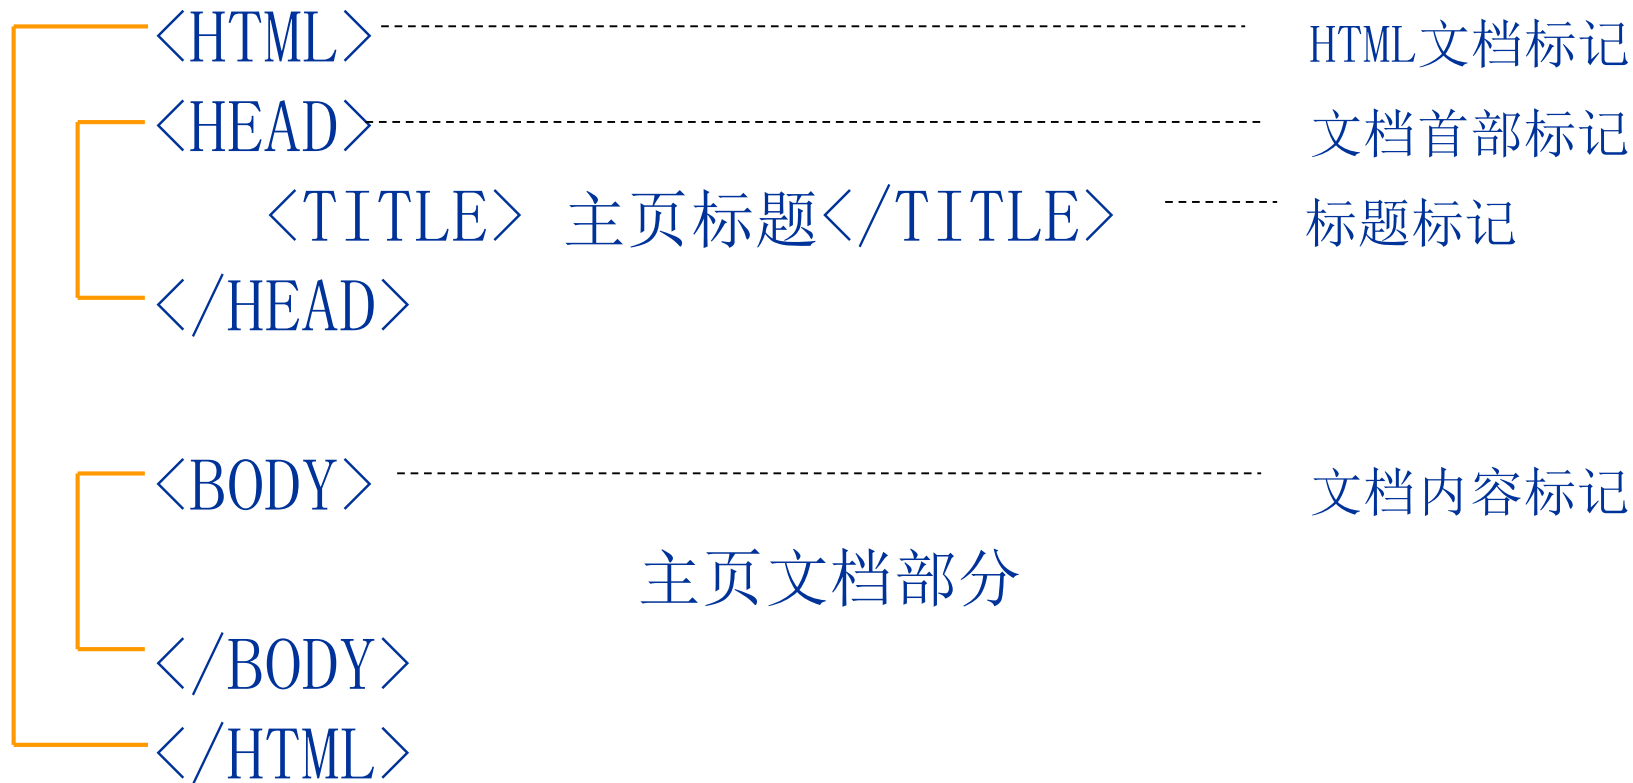 <HTML> HTML文档标记
<HEAD> 文档首部标记
<TITLE> 主页标题</TITLE> 标题标记
</HEAD>
<BODY> 文档内容标记
主页文档部分
</BODY>
</HTML>